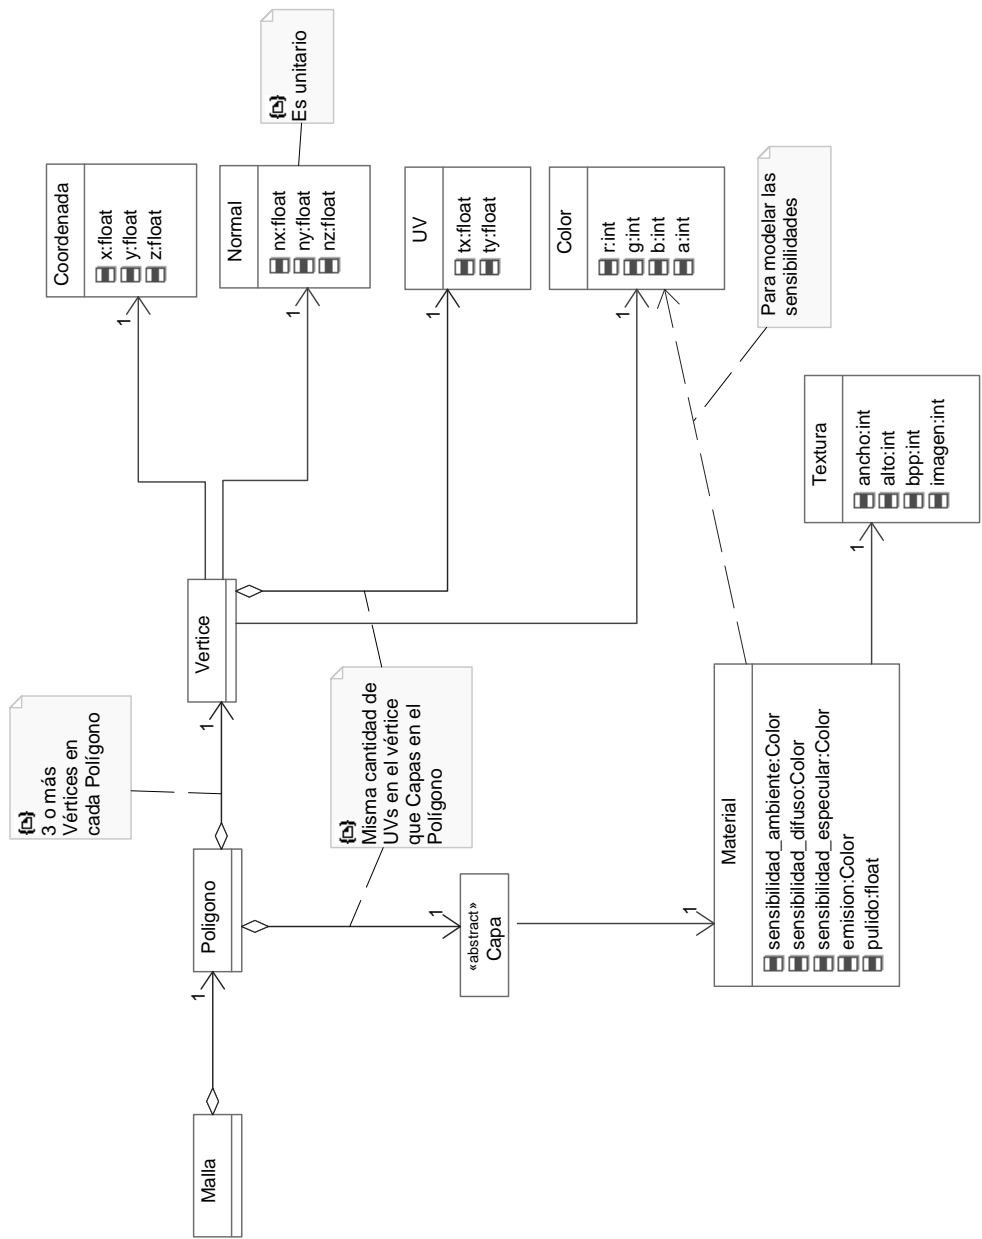 Malla
1
Poligono
{}
3 o más
Vértices en
cada Polígono
1
Vertice
1
Coordenada
x:float
y:float
z:float
1
Normal
nx:float
ny:float
nz:float
{}
Es unitario
1
UV
tx:float
ty:float
1
Color
r:int
g:int
b:int
a:int
{}
Misma cantidad de
UVs en el vértice
que Capas en el
Polígono
1
«abstract»
Capa
1
Material
sensibilidad_ambiente:Color
sensibilidad_difuso:Color
sensibilidad_especular:Color
emision:Color
pulido:float
Para modelar las
sensibilidades
1
Textura
ancho:int
alto:int
bpp:int
imagen:int